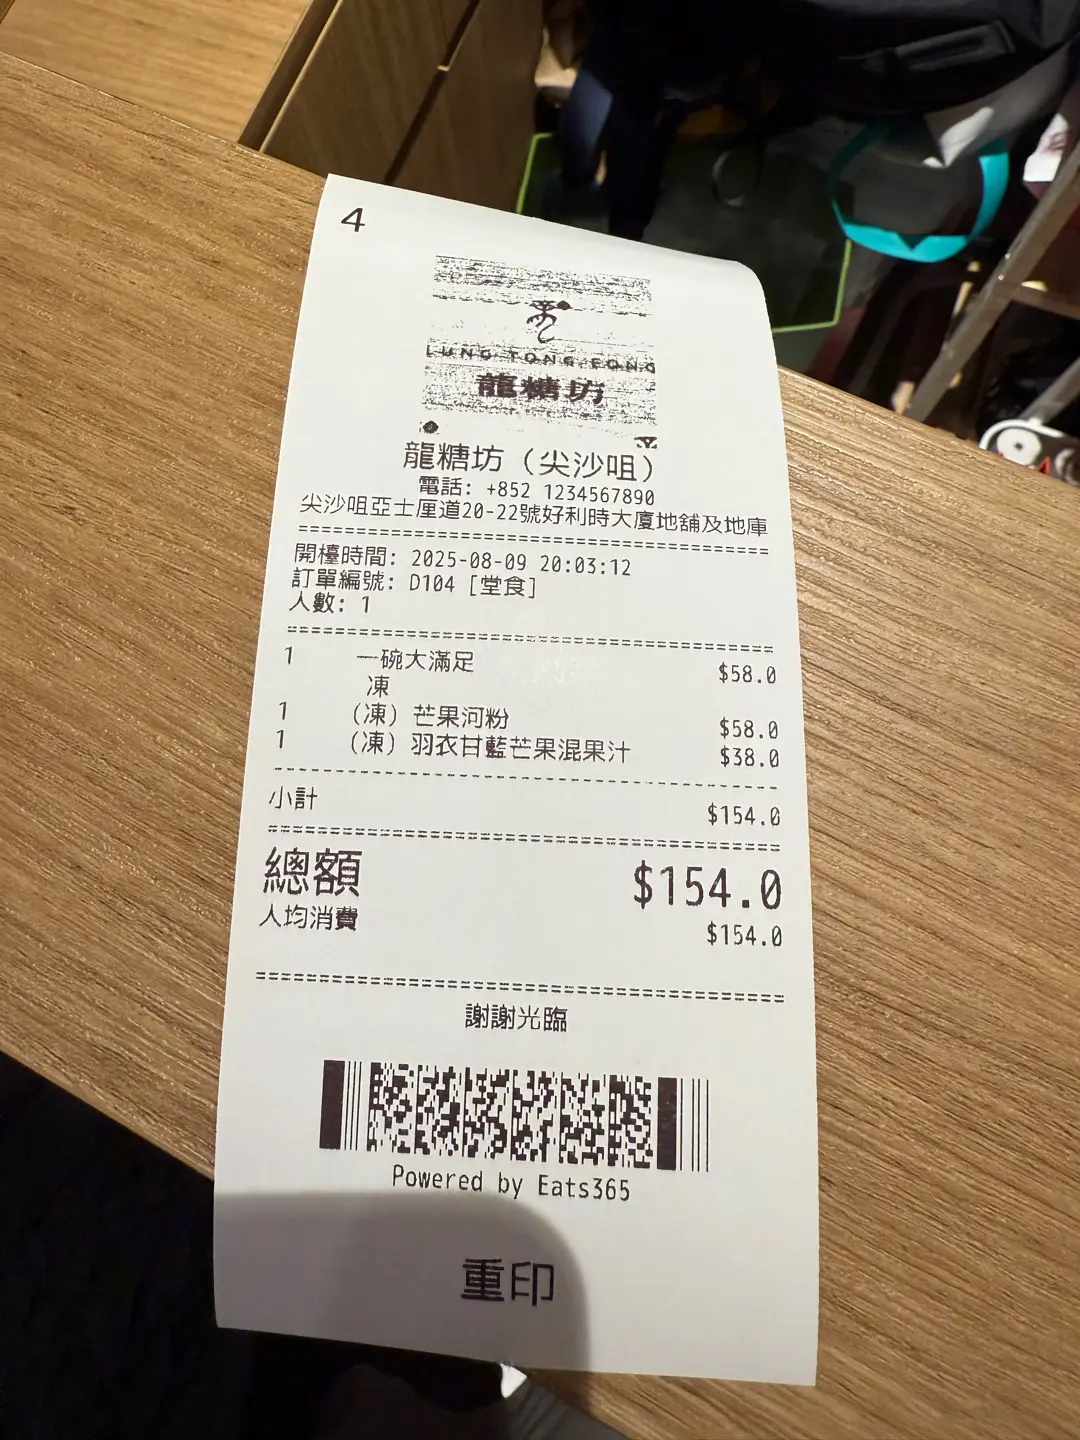 4
LUNG TONG FONG
龍糖坊
龍糖坊（尖沙咀）
電話: +852 1234567890
尖沙咀亞士厘道20-22號好利時大廈地舖及地庫
開檯時間: 2025-08-09 20:03:12
訂單編號: D104 [堂食]
人數: 1
1 一碗大滿足 $58.0
凍
1 （凍）芒果河粉 $58.0
1 （凍）羽衣甘藍芒果混果汁 $38.0
小計 $154.0
總額 $154.0
人均消費 $154.0
謝謝光臨
Powered by Eats365
重印